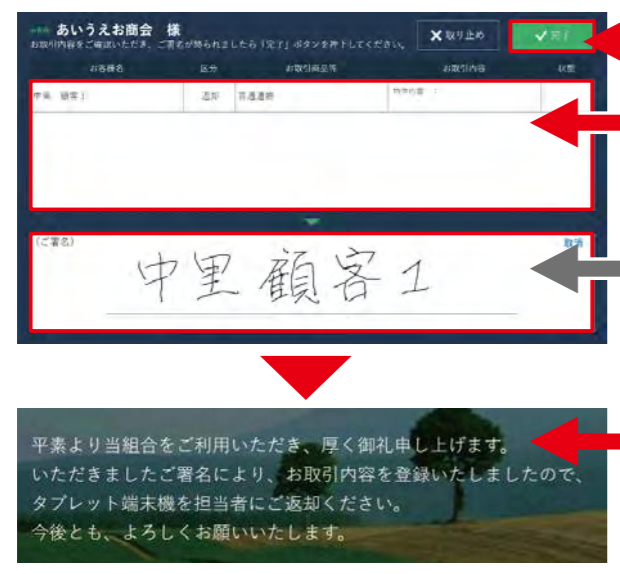 あいうえお商会 様
お取引内容をご確認いただき、ご署名が終られましたら「完了」ボタンを押下してください。
取り止め
完了
お客様名 区分 お取引商品等 お取引内容 状態
中里 顧客1 返却 普通通帳
(ご署名) 取消
中里 顧客1
平素より当組合をご利用いただき、厚く御礼申し上げます。
いただきましたご署名により、お取引内容を登録いたしましたので、
タブレット端末機を担当者にご返却ください。
今後とも、よろしくお願いいたします。